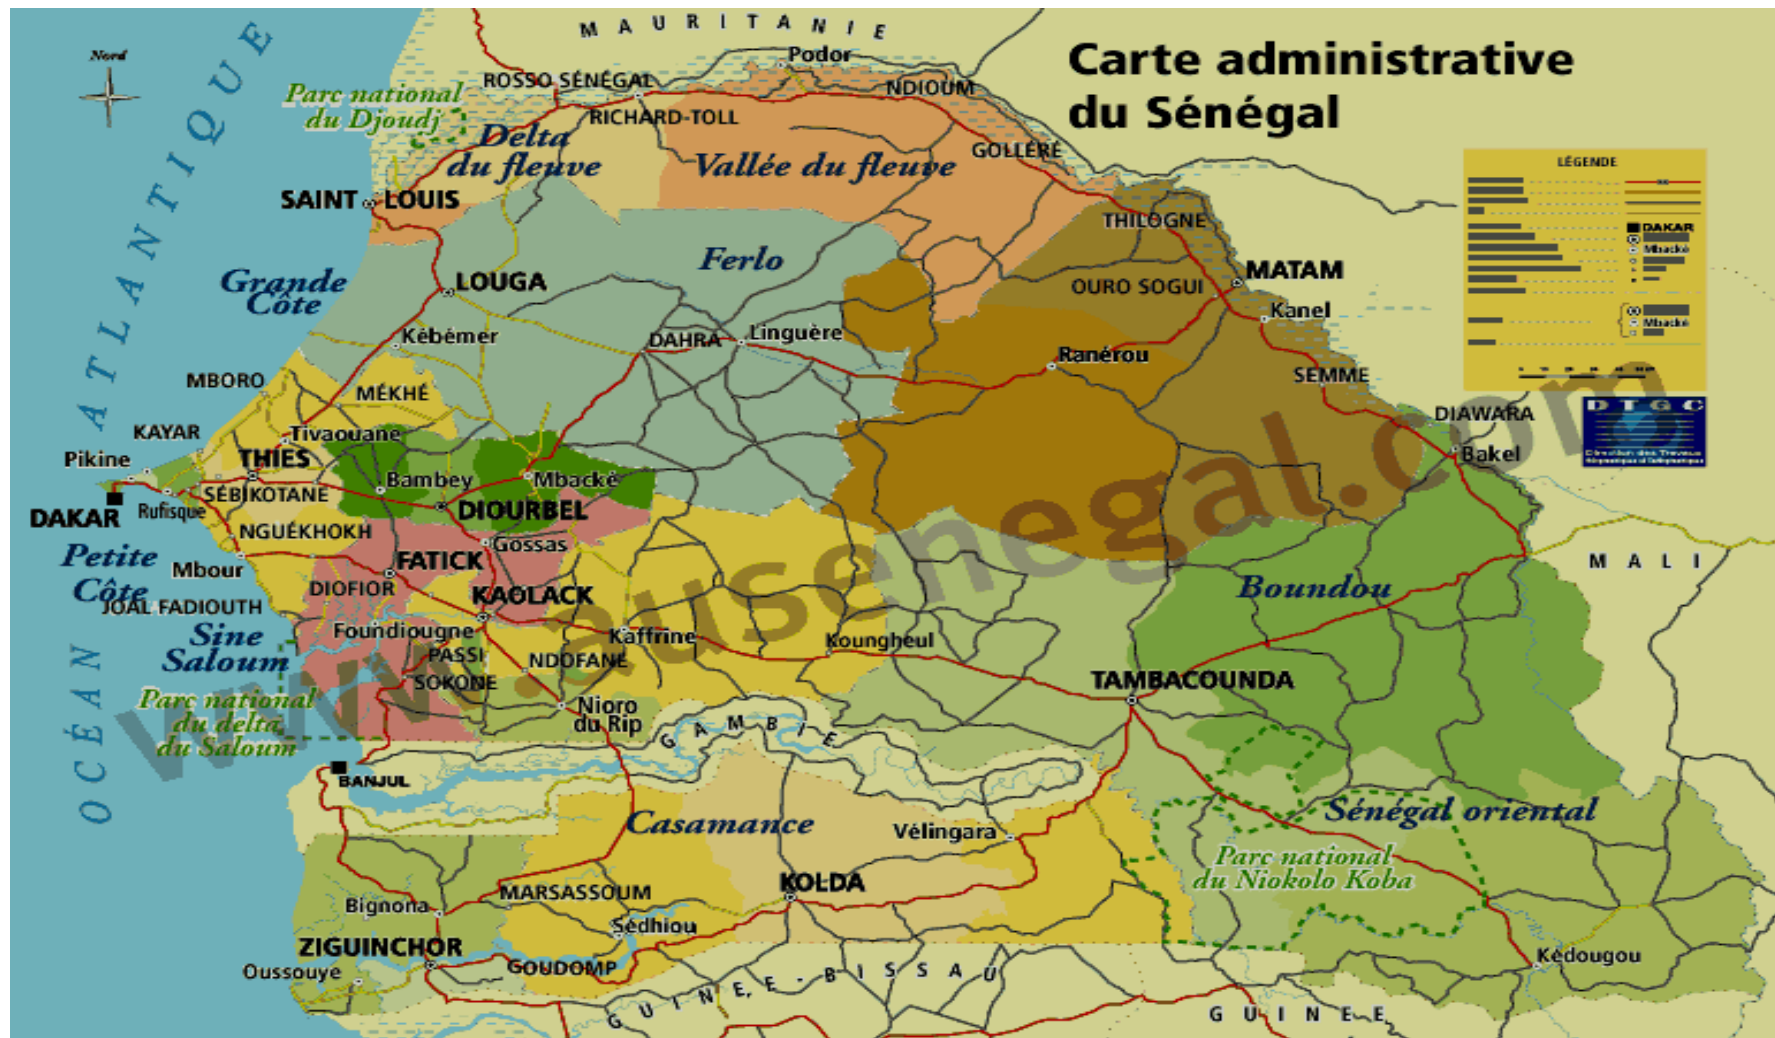 Carte administrative
du Sénégal
Nord
MAURITANIE
Podor
ROSSO SÉNÉGAL
NDIOUM
Parc national
du Djoudj
RICHARD-TOLL
Delta
du fleuve
Vallée du fleuve
GOLLÉRÉ
LÉGENDE
SAINT LOUIS
THILOGNE
DAKAR
Mbacké
Ferlo
MATAM
Grande
Côte
LOUGA
OURO SOGUI
Kanel
Mbacké
Kébémer
DAHRA
Linguère
Ranérou
SEMME
MBORO
MÉKHÉ
DIAWARA
DTGC
Direction des Travaux
KAYAR
Tivaouane
Bakel
Pikine
THIES
Bambey
Mbacké
SÉBIKOTANE
DAKAR
Rufisque
DIOURBEL
NGUÉKHOKH
Gossas
Petite
Côte
Mbour
FATICK
MALI
DIOFIOR
KAOLACK
Boundou
JOAL FADIOUTH
Sine
Saloum
Foundiougne
Kaffrine
Koungheul
PASSI
NDOFANE
SOKONE
TAMBACOUNDA
Parc national
du delta
du Saloum
Nioro
du Rip
GAMBIE
BANJUL
Casamance
Vélingara
Sénégal oriental
Parc national
du Niokolo Koba
KOLDA
MARSASSOUM
Bignona
Sédhiou
ZIGUINCHOR
Oussouye
GOUDOMP
Kédougou
GUINEE-BISSAU
GUINEE
OCÉAN ATLANTIQUE
www.ausenegal.com